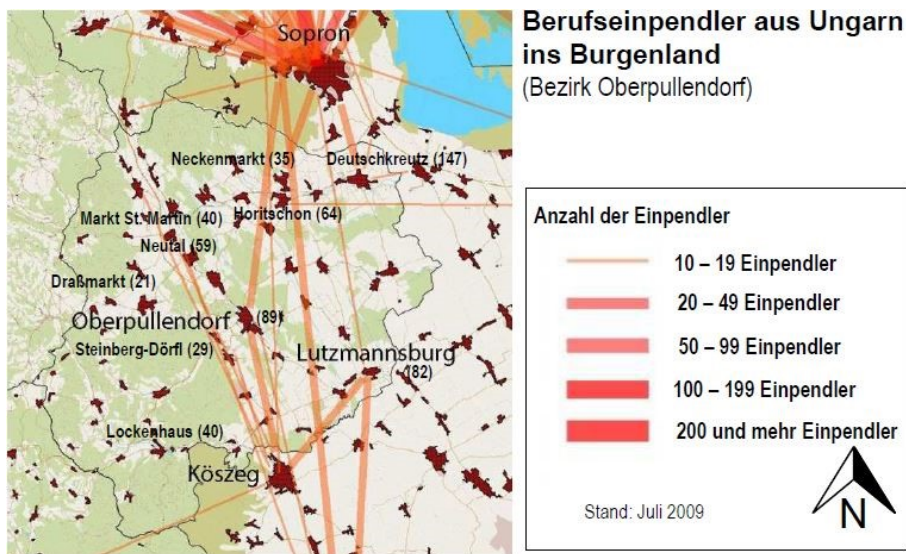 Berufseinpendler aus Ungarn
ins Burgenland
(Bezirk Oberpullendorf)
Sopron
Neckenmarkt (35)
Deutschkreutz (147)
Markt St. Martin (40)
Horitschon (64)
Neutal (59)
Draßmarkt (21)
Oberpullendorf (89)
Steinberg-Dörfl (29)
Lutzmannsburg
(82)
Lockenhaus (40)
Köszeg
Anzahl der Einpendler
10 – 19 Einpendler
20 – 49 Einpendler
50 – 99 Einpendler
100 – 199 Einpendler
200 und mehr Einpendler
Stand: Juli 2009
N